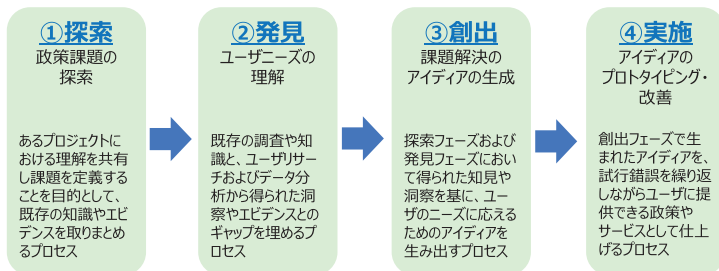 ①探索
政策課題の
探索
あるプロジェクトに
おける理解を共有
し課題を定義する
ことを目的として、
既存の知識やエビ
デンスを取りまとめ
るプロセス
②発見
ユーザニーズの
理解
既存の調査や知
識と、ユーザリサー
チおよびデータ分
析から得られた洞
察やエビデンスとの
ギャップを埋めるプ
ロセス
③創出
課題解決の
アイディアの生成
探索フェーズおよび
発見フェーズにおい
て得られた知見や
洞察を基に、ユー
ザのニーズに応える
ためのアイディアを
生み出すプロセス
④実施
アイディアの
プロトタイピング・
改善
創出フェーズで生
まれたアイディアを、
試行錯誤を繰り返
しながらユーザに提
供できる政策や
サービスとして仕上
げるプロセス